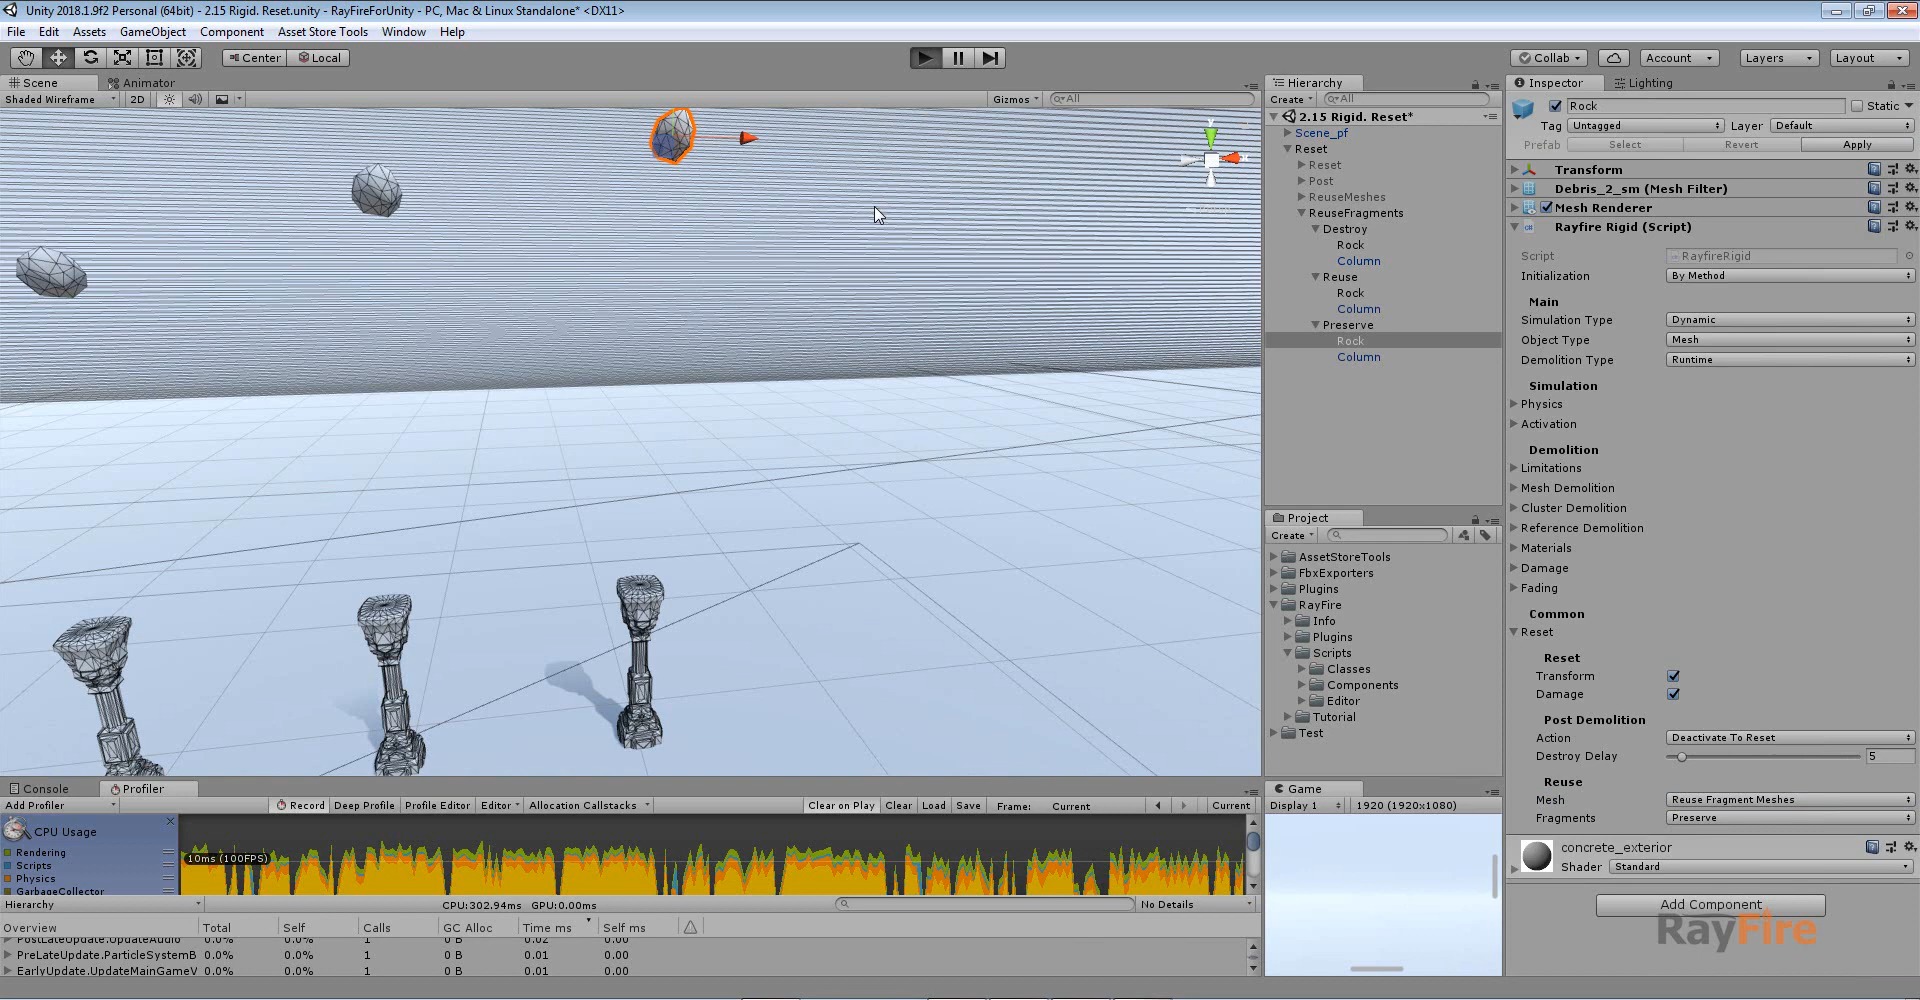 Unity 2018.1.9f2 Personal (64bit) - 2.15 Rigid. Reset.unity - RayFireForUnity - PC, Mac & Linux Standalone* <DX11>
File Edit Assets GameObject Component Asset Store Tools Window Help
Center Local Collab Account Layers Layout
Scene Animator
Shaded Wireframe 2D Gizmos All
Hierarchy
Create All
2.15 Rigid. Reset*
Scene_pf
Reset
Reset
Post
ReuseMeshes
ReuseFragments
Destroy
Rock
Column
Reuse
Rock
Column
Preserve
Rock
Column
Project
Create
AssetStoreTools
FbxExporters
Plugins
RayFire
Info
Plugins
Scripts
Classes
Components
Editor
Tutorial
Test
Inspector Lighting
Rock Static
Tag Untagged Layer Default
Prefab Select Revert Apply
Transform
Debris_2_sm (Mesh Filter)
Mesh Renderer
Rayfire Rigid (Script)
Script RayfireRigid
Initialization By Method
Main
Simulation Type Dynamic
Object Type Mesh
Demolition Type Runtime
Simulation
Physics
Activation
Demolition
Limitations
Mesh Demolition
Cluster Demolition
Reference Demolition
Materials
Damage
Fading
Common
Reset
Reset
Transform
Damage
Post Demolition
Action Deactivate To Reset
Destroy Delay 5
Reuse
Mesh Reuse Fragment Meshes
Fragments Preserve
concrete_exterior
Shader Standard
Add Component
RayFire
Console Profiler
Add Profiler Record Deep Profile Profile Editor Editor Allocation Callstacks Clear on Play Clear Load Save Frame: Current Current
CPU Usage
Rendering
Scripts
Physics
GarbageCollector
10ms (100FPS)
Hierarchy CPU:302.94ms GPU:0.00ms No Details
Overview Total Self Calls GC Alloc Time ms Self ms
PostLateUpdate.UpdateAudio 0.0% 0.0% 1 0 B 0.02 0.00
PreLateUpdate.ParticleSystemB 0.0% 0.0% 1 0 B 0.01 0.00
EarlyUpdate.UpdateMainGameV 0.0% 0.0% 1 0 B 0.01 0.00
Game
Display 1 1920 (1920x1080)